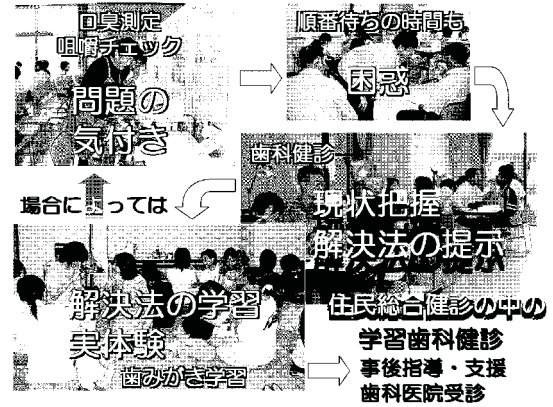 口臭測定
咀嚼チェック
問題の
気付き
順番待ちの時間も
困惑
歯科健診
現状把握
解決法の提示
場合によっては
解決法の学習
実体験
歯みがき学習
住民総合健診の中の
学習歯科健診
事後指導・支援
歯科医院受診